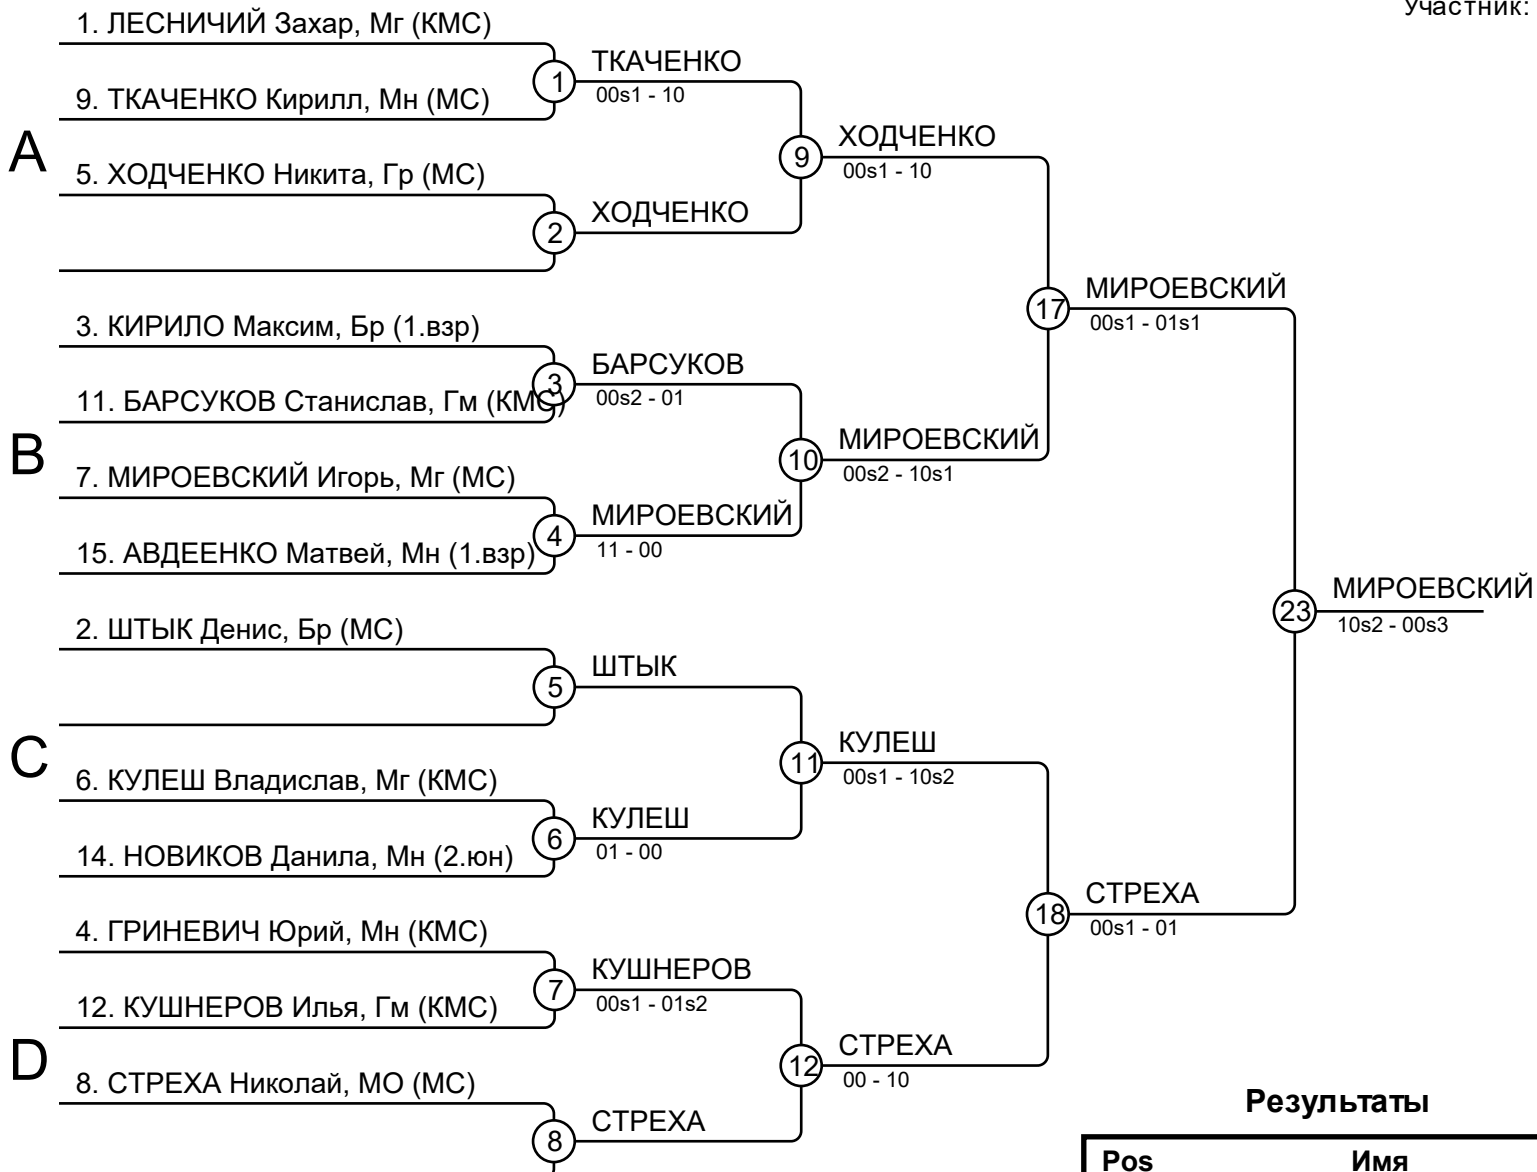 Участник:
1. ЛЕСНИЧИЙ Захар, Мг (КМС)
9. ТКАЧЕНКО Кирилл, Мн (МС)
A
5. ХОДЧЕНКО Никита, Гр (МС)
3. КИРИЛО Максим, Бр (1.взр)
11. БАРСУКОВ Станислав, Гм (КМС)
B
7. МИРОЕВСКИЙ Игорь, Мг (МС)
15. АВДЕЕНКО Матвей, Мн (1.взр)
2. ШТЫК Денис, Бр (МС)
C
6. КУЛЕШ Владислав, Мг (КМС)
14. НОВИКОВ Данила, Мн (2.юн)
4. ГРИНЕВИЧ Юрий, Мн (КМС)
12. КУШНЕРОВ Илья, Гм (КМС)
D
8. СТРЕХА Николай, МО (МС)
1
ТКАЧЕНКО
00s1 - 10
2
ХОДЧЕНКО
3
БАРСУКОВ
00s2 - 01
4
МИРОЕВСКИЙ
11 - 00
5
ШТЫК
6
КУЛЕШ
01 - 00
7
КУШНЕРОВ
00s1 - 01s2
8
СТРЕХА
9
ХОДЧЕНКО
00s1 - 10
10
МИРОЕВСКИЙ
00s2 - 10s1
11
КУЛЕШ
00s1 - 10s2
12
СТРЕХА
00 - 10
17
МИРОЕВСКИЙ
00s1 - 01s1
18
СТРЕХА
00s1 - 01
23
МИРОЕВСКИЙ
10s2 - 00s3
Результаты
Pos Имя